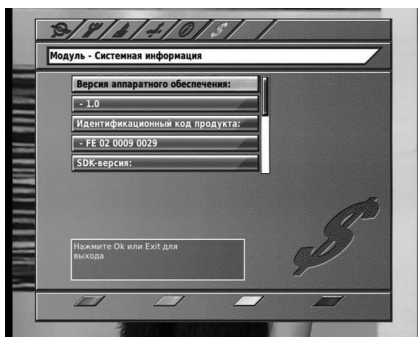 Модуль - Системная информация
Версия аппаратного обеспечения:
- 1.0
Идентификационный код продукта:
- FE 02 0009 0029
SDK-версия:
Нажмите Ok или Exit для
выхода